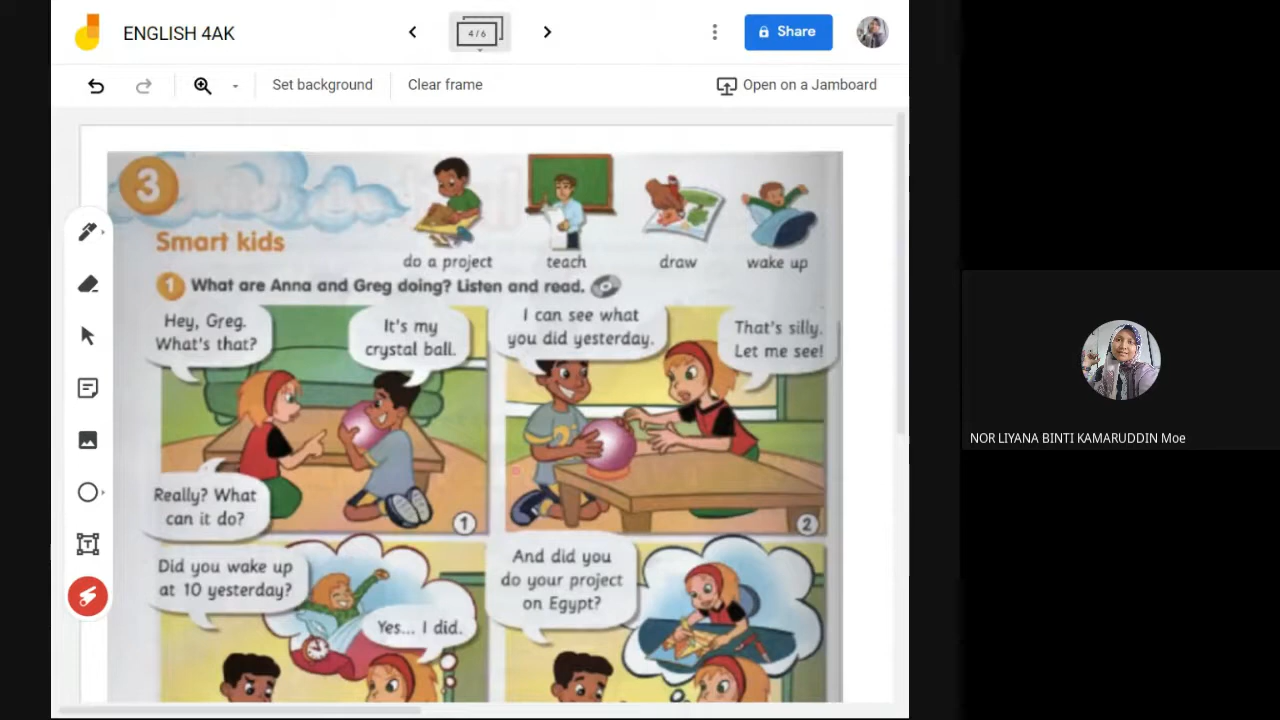 ENGLISH 4AK
4 / 6
Share
Set background
Clear frame
Open on a Jamboard
3
Smart kids
do a project
teach
draw
wake up
1 What are Anna and Greg doing? Listen and read.
Hey, Greg.
What's that?
It's my
crystal ball.
Really? What
can it do?
1
I can see what
you did yesterday.
That's silly.
Let me see!
2
Did you wake up
at 10 yesterday?
Yes... I did.
And did you
do your project
on Egypt?
NOR LIYANA BINTI KAMARUDDIN Moe